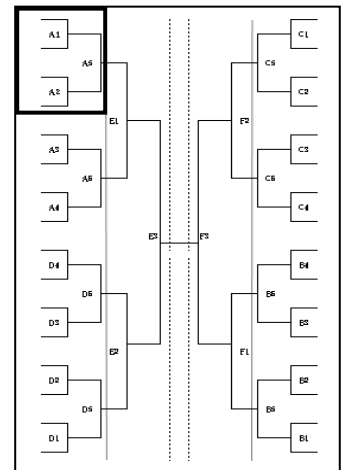 A1 C1
A5 C5
A2 C2
E1 F2
A3 C3
A6 C6
A4 C4
E3 F3
D4 B4
D6 B6
D3 B3
E2 F1
D2 B2
D5 B5
D1 B1